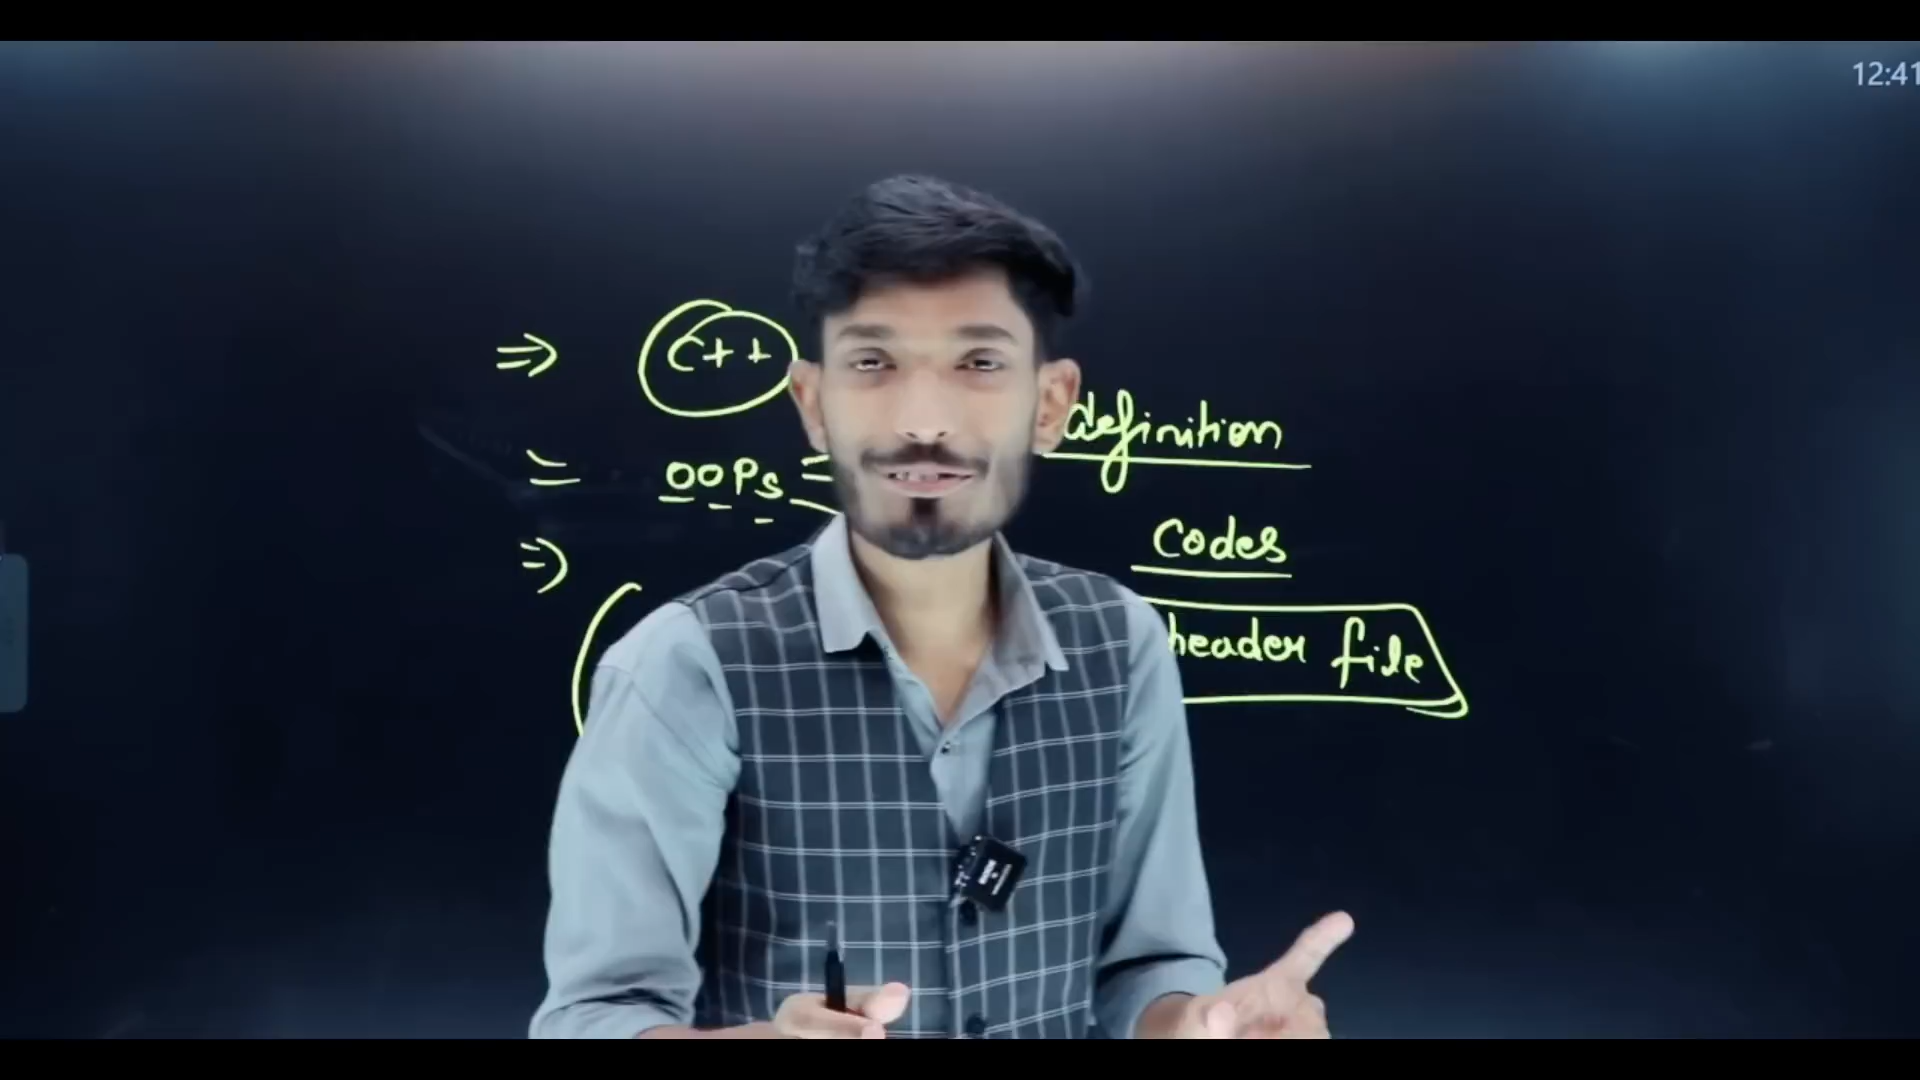 12:41
⇒ C++
definition
= OOPs =
Codes
⇒
header file